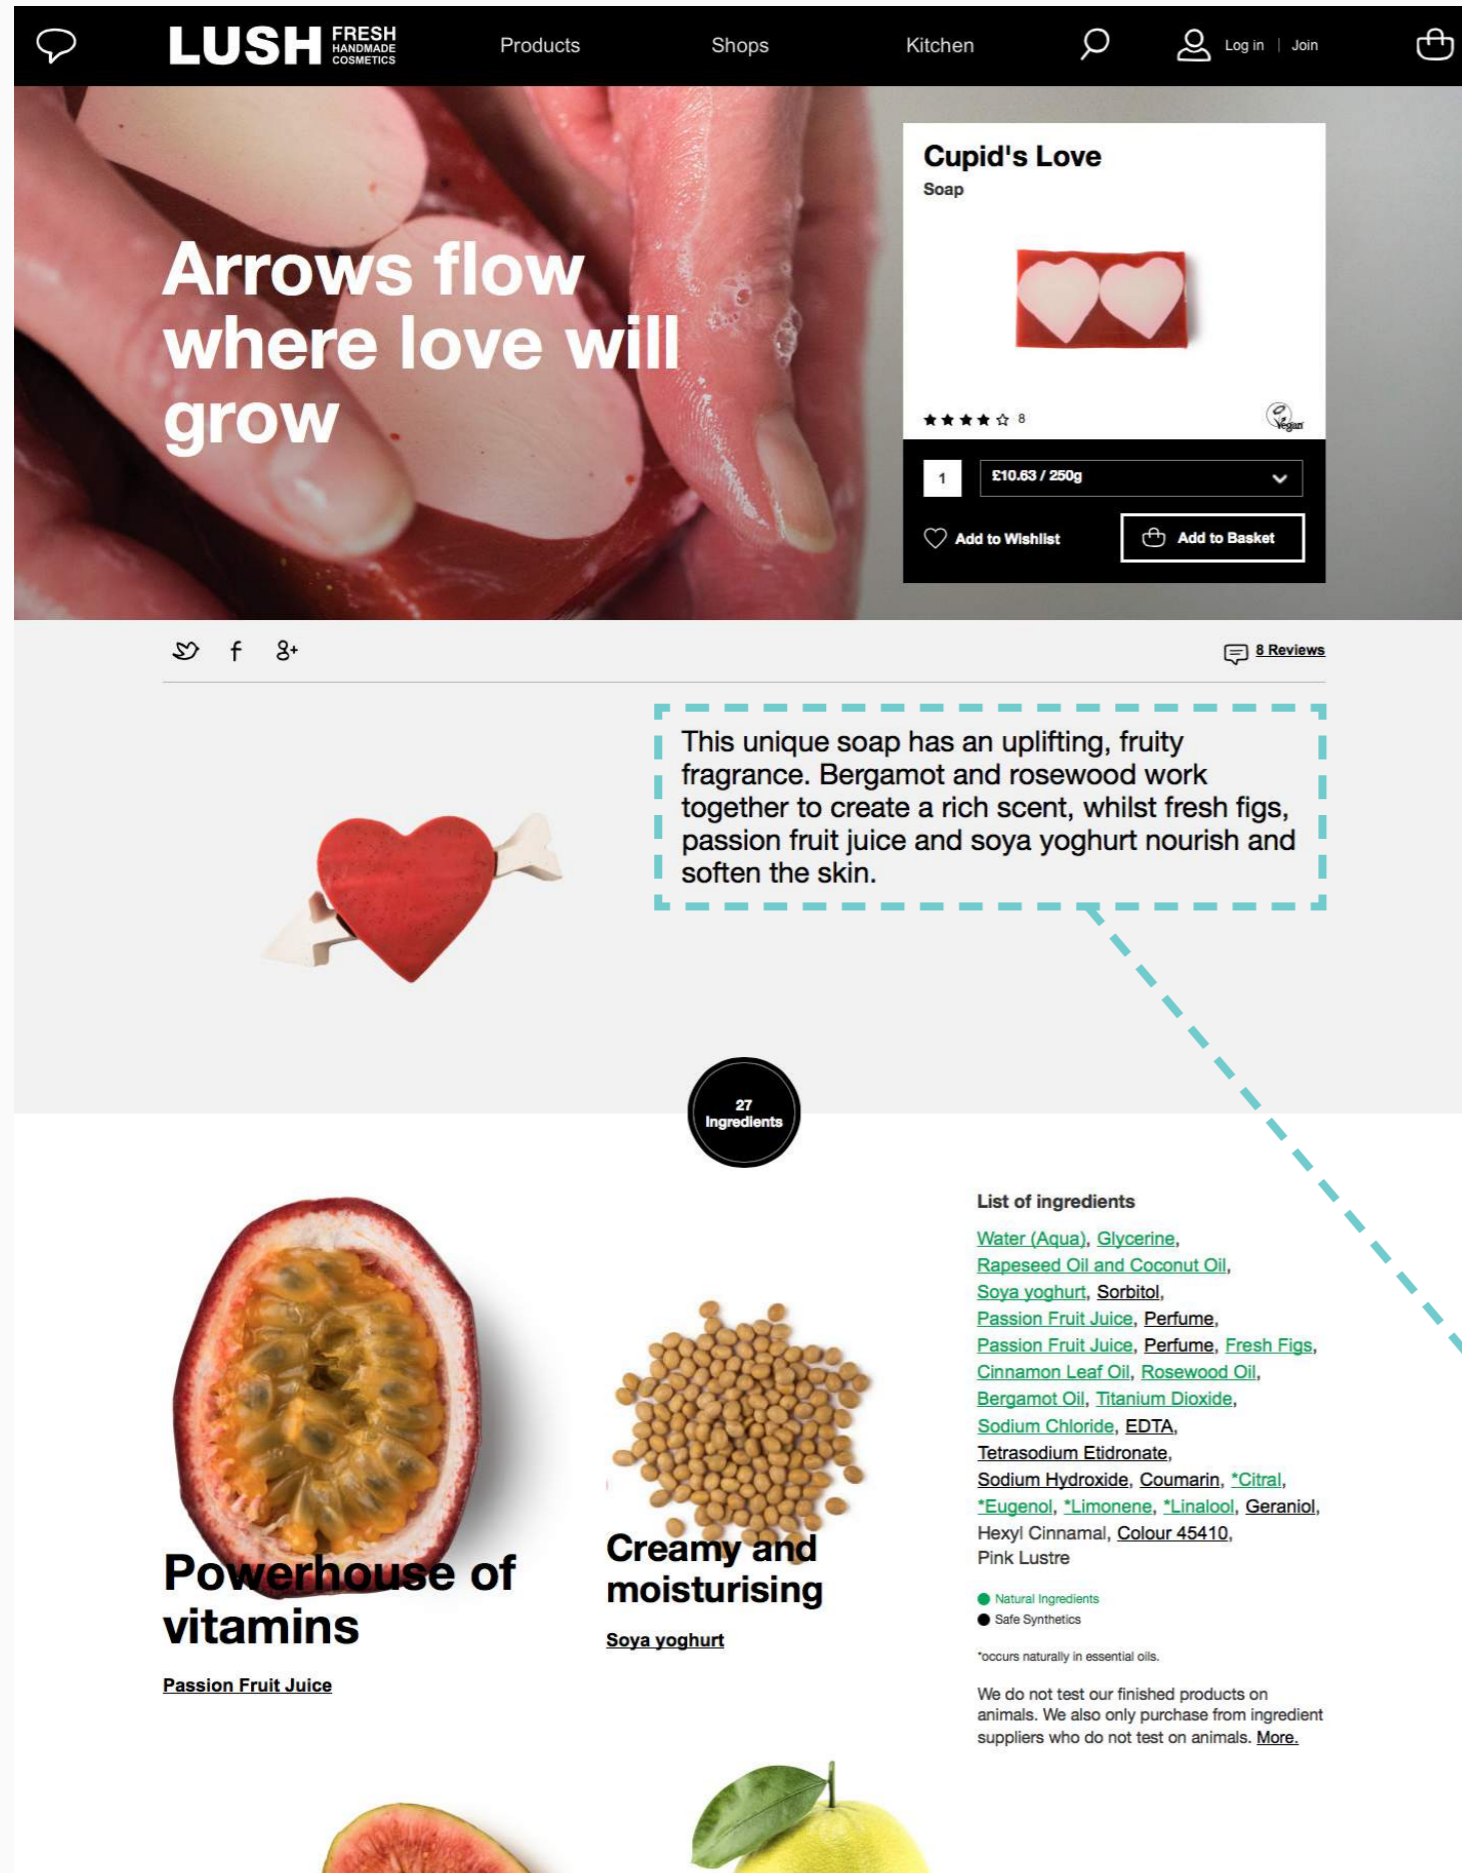 LUSH FRESH HANDMADE COSMETICS
Products
Shops
Kitchen
Log in | Join
Arrows flow
where love will
grow
Cupid's Love
Soap
8
Vegan
1
£10.63 / 250g
Add to Wishlist
Add to Basket
f
8+
8 Reviews
This unique soap has an uplifting, fruity
fragrance. Bergamot and rosewood work
together to create a rich scent, whilst fresh figs,
passion fruit juice and soya yoghurt nourish and
soften the skin.
27
Ingredients
Powerhouse of
vitamins
Passion Fruit Juice
Creamy and
moisturising
Soya yoghurt
List of ingredients
Water (Aqua), Glycerine,
Rapeseed Oil and Coconut Oil,
Soya yoghurt, Sorbitol,
Passion Fruit Juice, Perfume,
Passion Fruit Juice, Perfume, Fresh Figs,
Cinnamon Leaf Oil, Rosewood Oil,
Bergamot Oil, Titanium Dioxide,
Sodium Chloride, EDTA,
Tetrasodium Etidronate,
Sodium Hydroxide, Coumarin, *Citral,
*Eugenol, *Limonene, *Linalool, Geraniol,
Hexyl Cinnamal, Colour 45410,
Pink Lustre
Natural Ingredients
Safe Synthetics
*occurs naturally in essential oils.
We do not test our finished products on
animals. We also only purchase from ingredient
suppliers who do not test on animals. More.